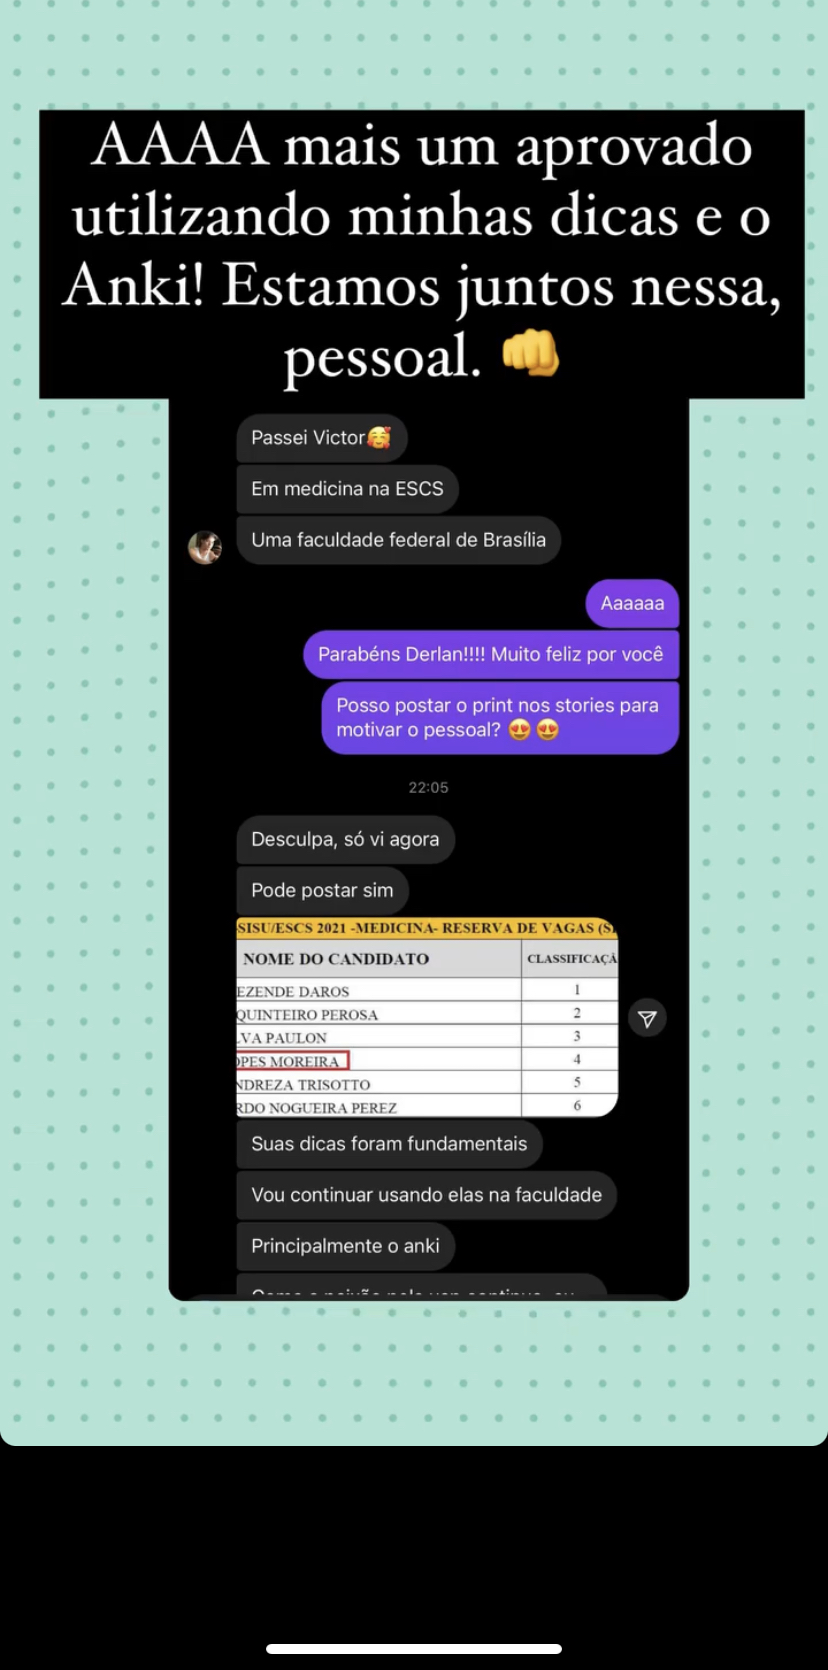 AAAA mais um aprovado
utilizando minhas dicas e o
Anki! Estamos juntos nessa,
pessoal. 👊
Passei Victor🥰
Em medicina na ESCS
Uma faculdade federal de Brasília
Aaaaaa
Parabéns Derlan!!!! Muito feliz por você
Posso postar o print nos stories para
motivar o pessoal? 😍 😍
22:05
Desculpa, só vi agora
Pode postar sim
SISU/ESCS 2021 -MEDICINA- RESERVA DE VAGAS (S
NOME DO CANDIDATO CLASSIFICAÇÃ
EZENDE DAROS 1
QUINTEIRO PEROSA 2
LVA PAULON 3
OPES MOREIRA 4
NDREZA TRISOTTO 5
RDO NOGUEIRA PEREZ 6
Suas dicas foram fundamentais
Vou continuar usando elas na faculdade
Principalmente o anki